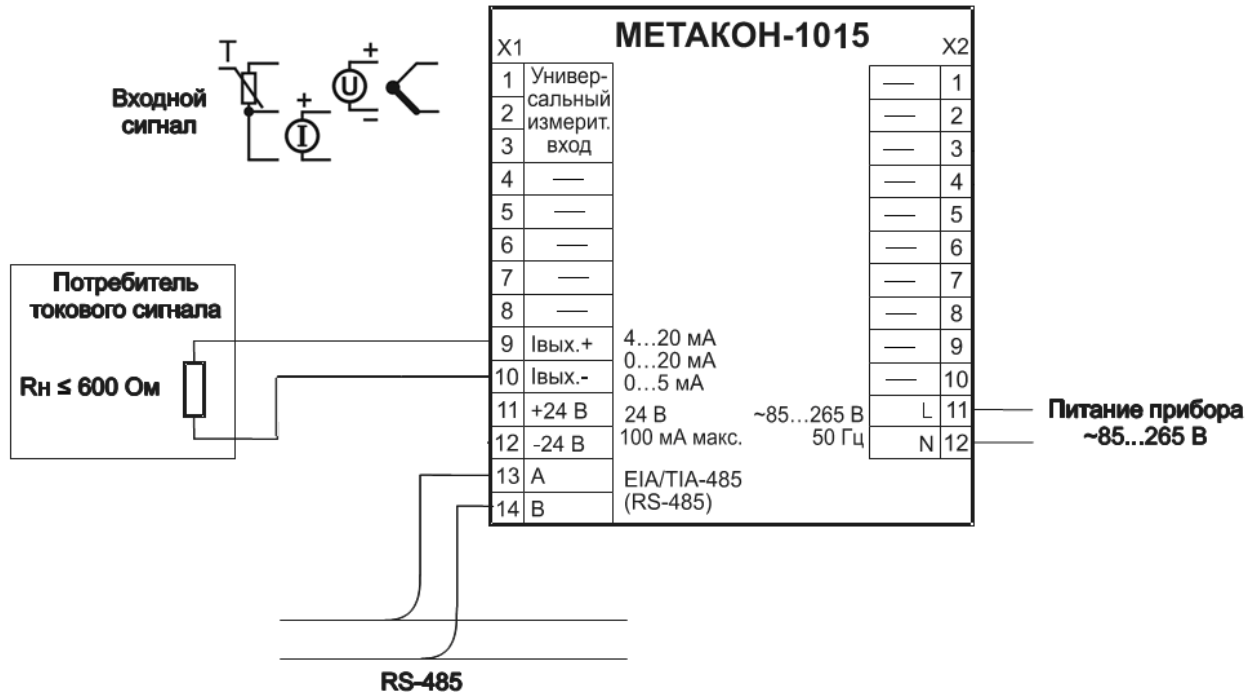 МЕТАКОН-1015
X1
X2
T
+
+
U
–
I
Входной
сигнал
1
Универ-
сальный
измерит.
вход
2
3
4 —
5 —
6 —
7 —
8 —
9 Iвых.+
10 Iвых.-
11 +24 В
12 -24 В
13 A
14 B
4...20 мА
0...20 мА
0...5 мА
24 В
100 мА макс.
~85...265 В
50 Гц
EIA/TIA-485
(RS-485)
— 1
— 2
— 3
— 4
— 5
— 6
— 7
— 8
— 9
— 10
L 11
N 12
Потребитель
токового сигнала
Rн ≤ 600 Ом
Питание прибора
~85...265 В
RS-485